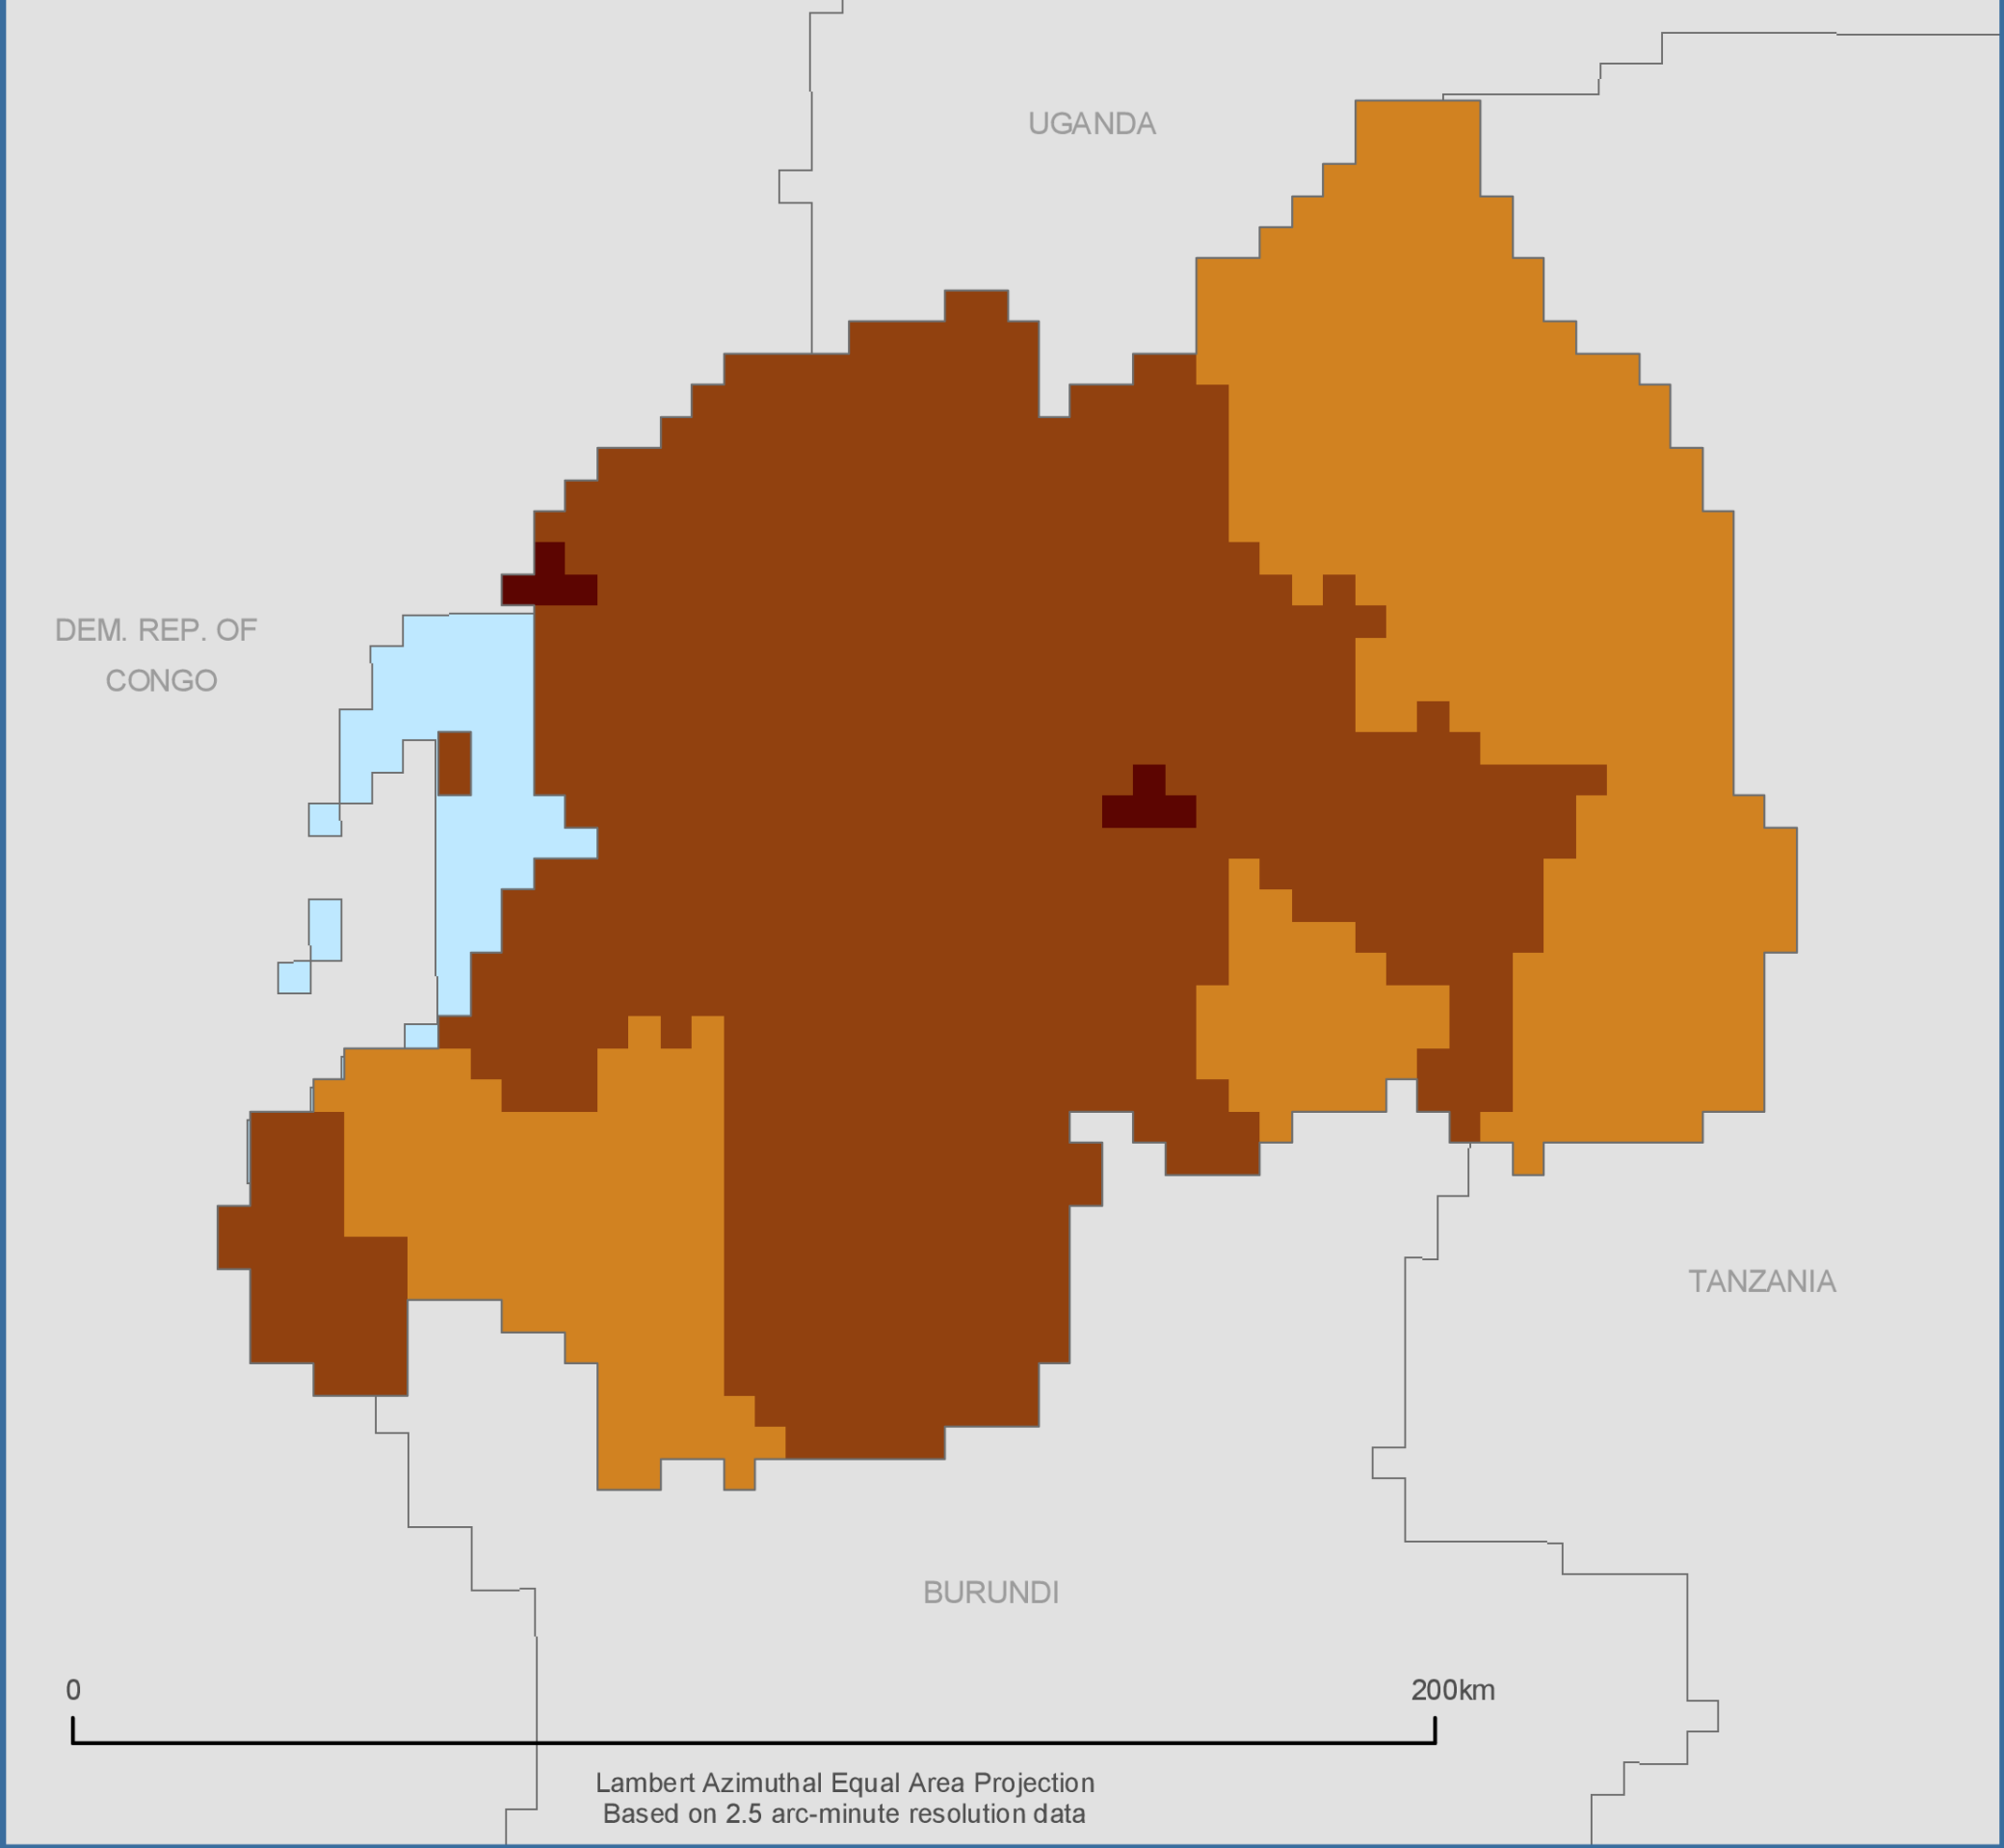 UGANDA
DEM. REP. OF
CONGO
TANZANIA
BURUNDI
0
200km
Lambert Azimuthal Equal Area Projection
Based on 2.5 arc-minute resolution data